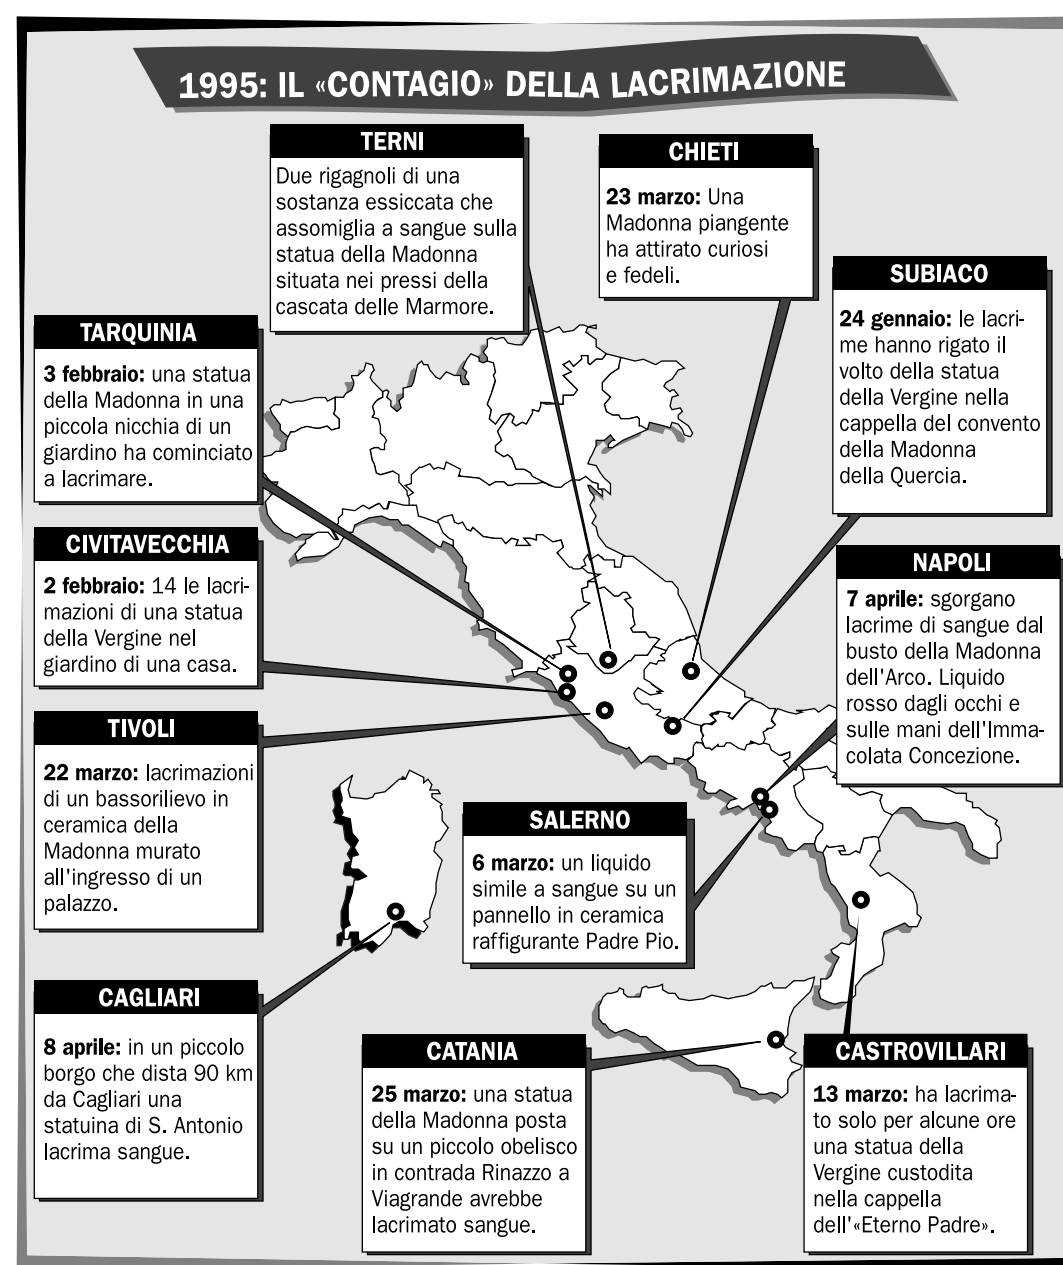 1995: IL «CONTAGIO» DELLA LACRIMAZIONE
TERNI
Due rigagnoli di una
sostanza essiccata che
assomiglia a sangue sulla
statua della Madonna
situata nei pressi della
cascata delle Marmore.
CHIETI
23 marzo: Una
Madonna piangente
ha attirato curiosi
e fedeli.
SUBIACO
24 gennaio: le lacri-
me hanno rigato il
volto della statua
della Vergine nella
cappella del convento
della Madonna
della Quercia.
TARQUINIA
3 febbraio: una statua
della Madonna in una
piccola nicchia di un
giardino ha cominciato
a lacrimare.
CIVITAVECCHIA
2 febbraio: 14 le lacri-
mazioni di una statua
della Vergine nel
giardino di una casa.
NAPOLI
7 aprile: sgorgano
lacrime di sangue dal
busto della Madonna
dell'Arco. Liquido
rosso dagli occhi e
sulle mani dell'Imma-
colata Concezione.
TIVOLI
22 marzo: lacrimazioni
di un bassorilievo in
ceramica della
Madonna murato
all'ingresso di un
palazzo.
SALERNO
6 marzo: un liquido
simile a sangue su un
pannello in ceramica
raffigurante Padre Pio.
CAGLIARI
8 aprile: in un piccolo
borgo che dista 90 km
da Cagliari una
statuina di S. Antonio
lacrima sangue.
CATANIA
25 marzo: una statua
della Madonna posta
su un piccolo obelisco
in contrada Rinazzo a
Viagrande avrebbe
lacrimato sangue.
CASTROVILLARI
13 marzo: ha lacrima-
to solo per alcune ore
una statua della
Vergine custodita
nella cappella
dell'«Eterno Padre».